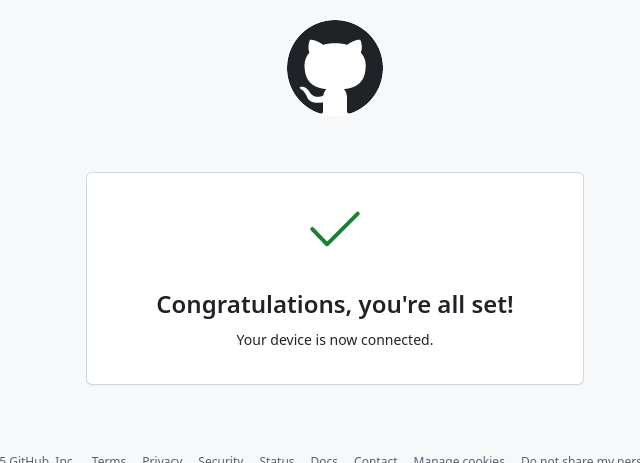 Congratulations, you're all set!
Your device is now connected.
GitHub, Inc. Terms Privacy Security Status Docs Contact Manage cookies Do not share my